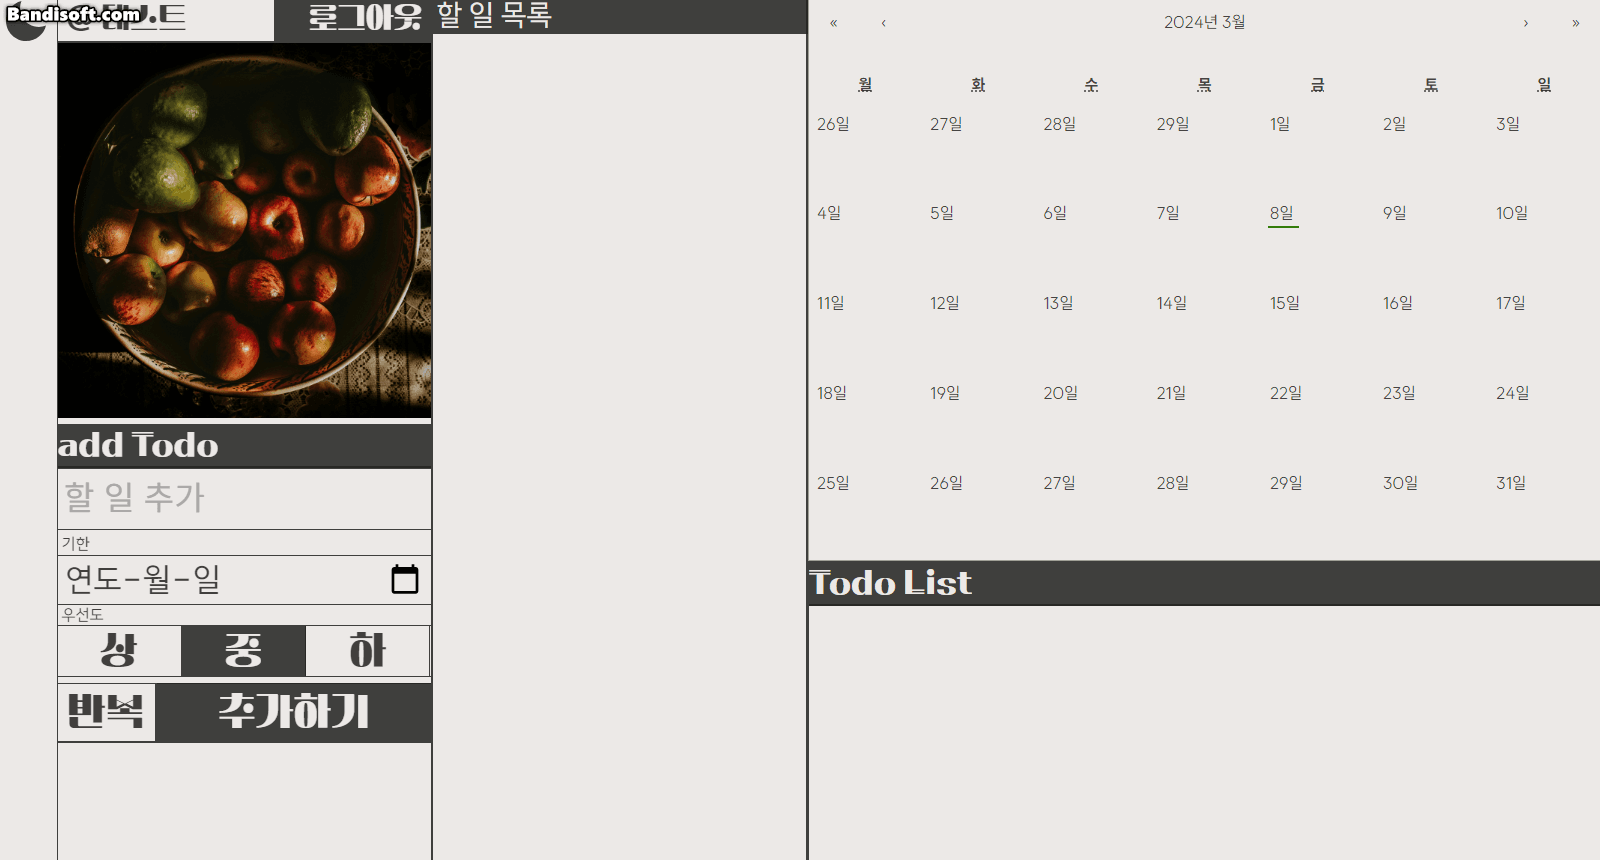 Bandisoft.com
@ 테스트
로그아웃
할 일 목록
« ‹ 2024년 3월 › »
월 화 수 목 금 토 일
26일 27일 28일 29일 1일 2일 3일
4일 5일 6일 7일 8일 9일 10일
11일 12일 13일 14일 15일 16일 17일
18일 19일 20일 21일 22일 23일 24일
25일 26일 27일 28일 29일 30일 31일
add Todo
할 일 추가
기한
연도-월-일
우선도
상 중 하
반복 추가하기
Todo List